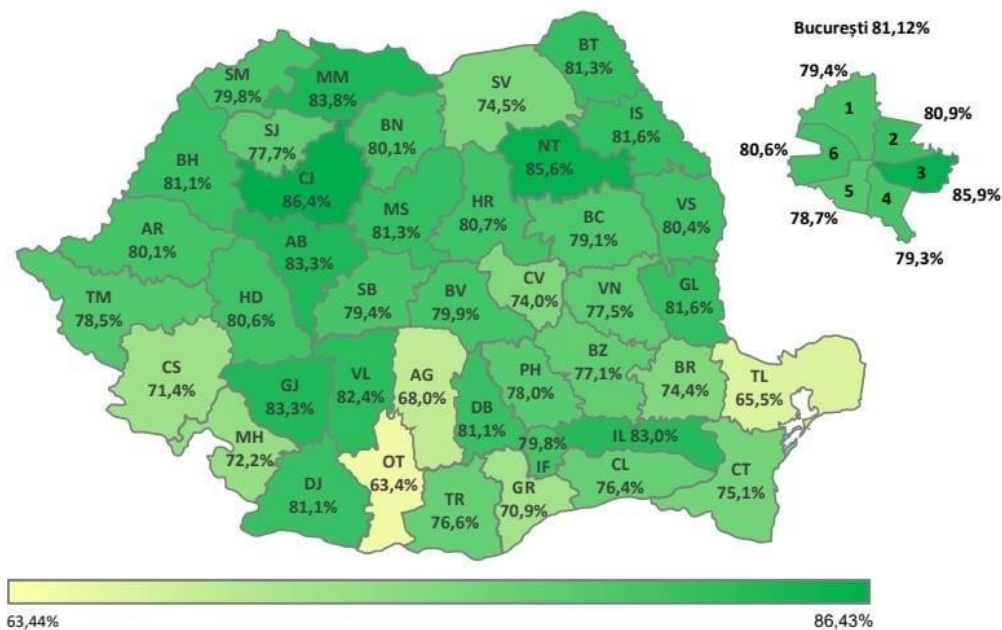 București 81,12%
79,4%
1
80,9%
2
80,6%
6
3
85,9%
5
4
78,7%
79,3%
BT
81,3%
SM
79,8%
MM
83,8%
SV
74,5%
SJ
77,7%
BN
80,1%
IS
81,6%
NT
85,6%
BH
81,1%
CJ
86,4%
MS
81,3%
HR
80,7%
BC
79,1%
VS
80,4%
AR
80,1%
AB
83,3%
CV
74,0%
TM
78,5%
HD
80,6%
SB
79,4%
BV
79,9%
VN
77,5%
GL
81,6%
CS
71,4%
GJ
83,3%
VL
82,4%
AG
68,0%
PH
78,0%
BZ
77,1%
BR
74,4%
TL
65,5%
DB
81,1%
MH
72,2%
79,8%
IF
IL 83,0%
OT
63,4%
DJ
81,1%
TR
76,6%
GR
70,9%
CL
76,4%
CT
75,1%
63,44%
86,43%